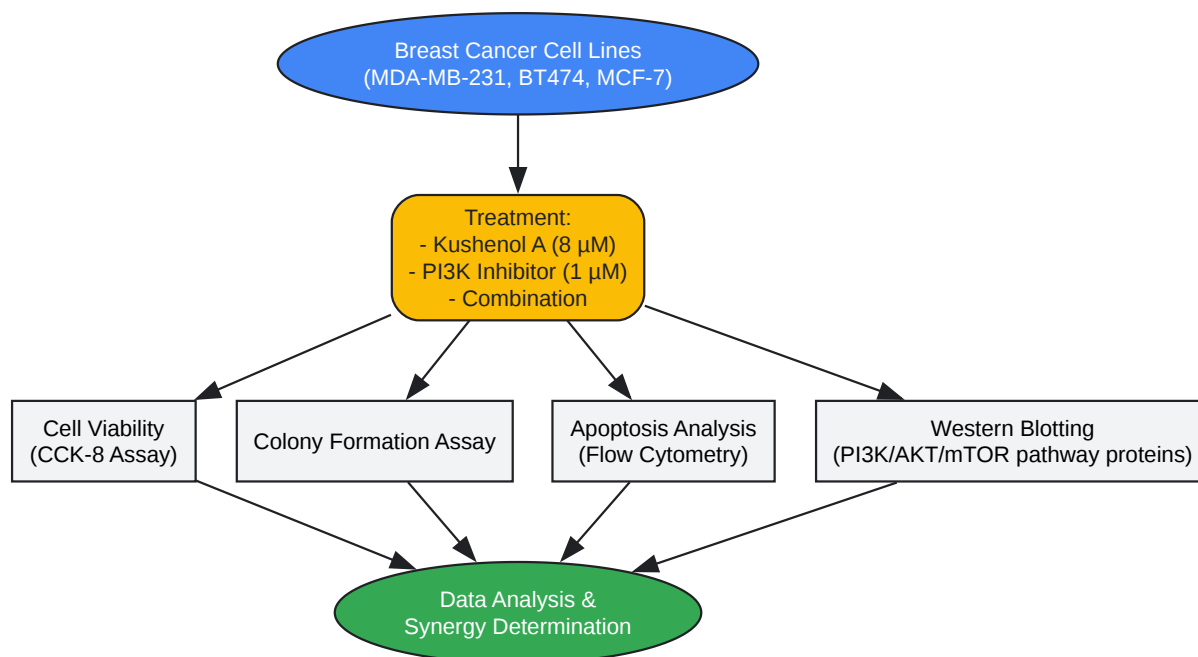 Breast Cancer Cell Lines
(MDA-MB-231, BT474, MCF-7)
Treatment:
- Kushenol A (8 µM)
- PI3K Inhibitor (1 µM)
- Combination
Cell Viability
(CCK-8 Assay)
Colony Formation Assay
Apoptosis Analysis
(Flow Cytometry)
Western Blotting
(PI3K/AKT/mTOR pathway proteins)
Data Analysis &
Synergy Determination